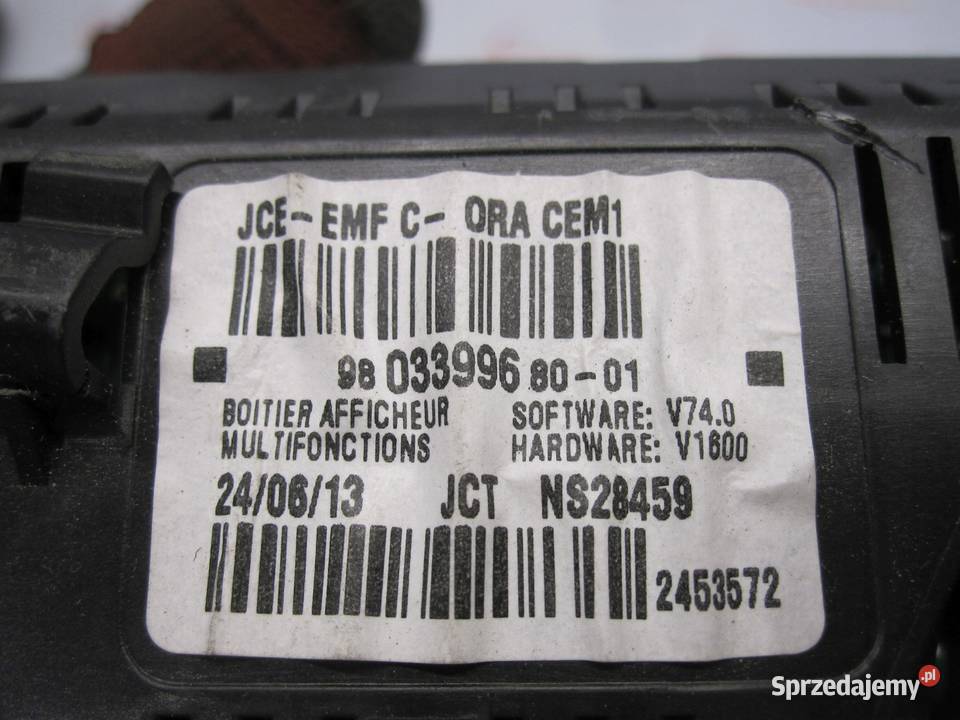 JCE-EMF C- ORA CEM1
98 033996 80-01
BOITIER AFFICHEUR SOFTWARE: V74.0
MULTIFONCTIONS HARDWARE: V1600
24/06/13 JCT NS28459
2453572
Sprzedajemy.pl